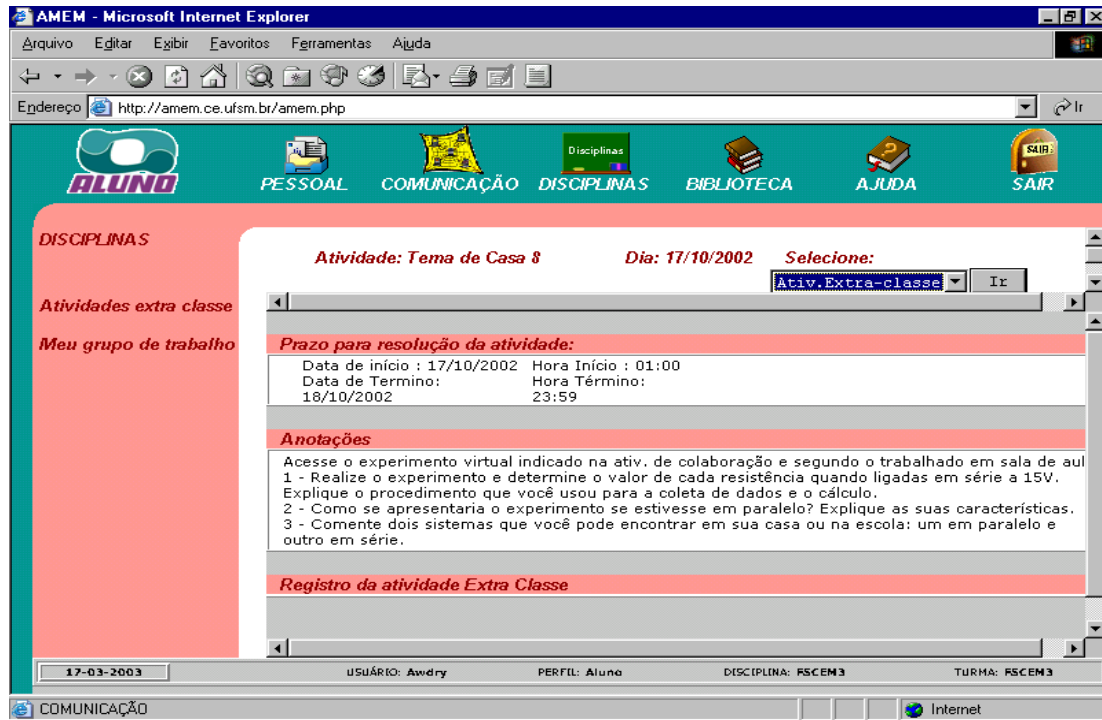 AMEM - Microsoft Internet Explorer
Arquivo Editar Exibir Favoritos Ferramentas Ajuda
Endereço http://amem.ce.ufsm.br/amem.php Ir
Disciplinas SAIR
ALUNO PESSOAL COMUNICAÇÃO DISCIPLINAS BIBLIOTECA AJUDA SAIR
DISCIPLINAS
Atividade: Tema de Casa 8 Dia: 17/10/2002 Selecione:
Ativ.Extra-classe Ir
Atividades extra classe
Meu grupo de trabalho
Prazo para resolução da atividade:
Data de início : 17/10/2002 Hora Início : 01:00
Data de Termino: Hora Término:
18/10/2002 23:59
Anotações
Acesse o experimento virtual indicado na ativ. de colaboração e segundo o trabalhado em sala de aul
1 - Realize o experimento e determine o valor de cada resistência quando ligadas em série a 15V.
Explique o procedimento que você usou para a coleta de dados e o cálculo.
2 - Como se apresentaria o experimento se estivesse em paralelo? Explique as suas características.
3 - Comente dois sistemas que você pode encontrar em sua casa ou na escola: um em paralelo e
outro em série.
Registro da atividade Extra Classe
17-03-2003 USUÁRIO: Awdry PERFIL: Aluno DISCIPLINA: FSCEM3 TURMA: FSCEM3
COMUNICAÇÃO Internet